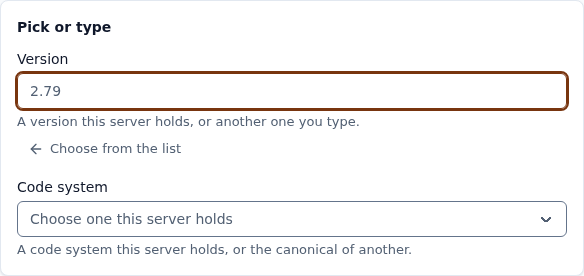 Pick or type
Version
2.79
A version this server holds, or another one you type.
← Choose from the list
Code system
Choose one this server holds
A code system this server holds, or the canonical of another.